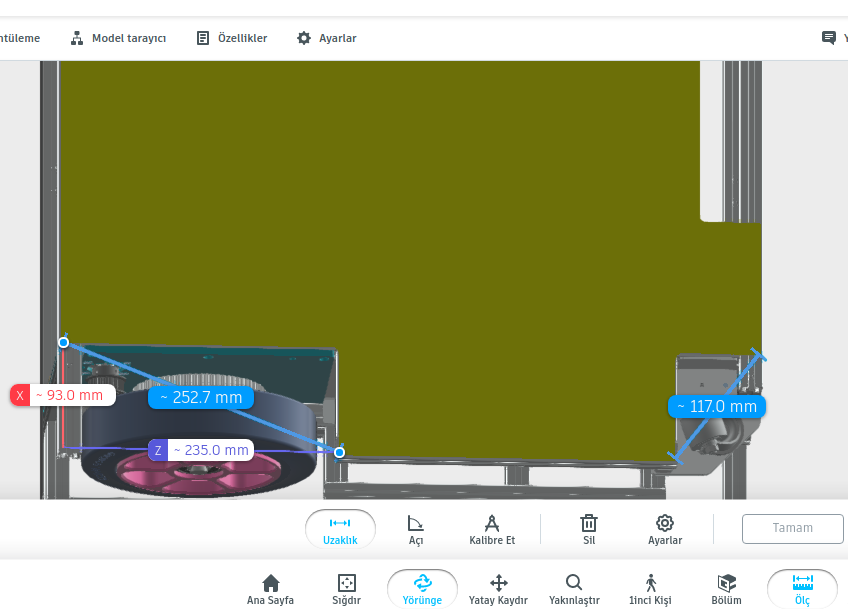 ntüleme Model tarayıcı Özellikler Ayarlar Y
X ~ 93.0 mm
~ 252.7 mm
~ 117.0 mm
Z ~ 235.0 mm
Uzaklık Açı Kalibre Et Sil Ayarlar Tamam
Ana Sayfa Sığdır Yörünge Yatay Kaydır Yakınlaştır 1inci Kişi Bölüm Ölç